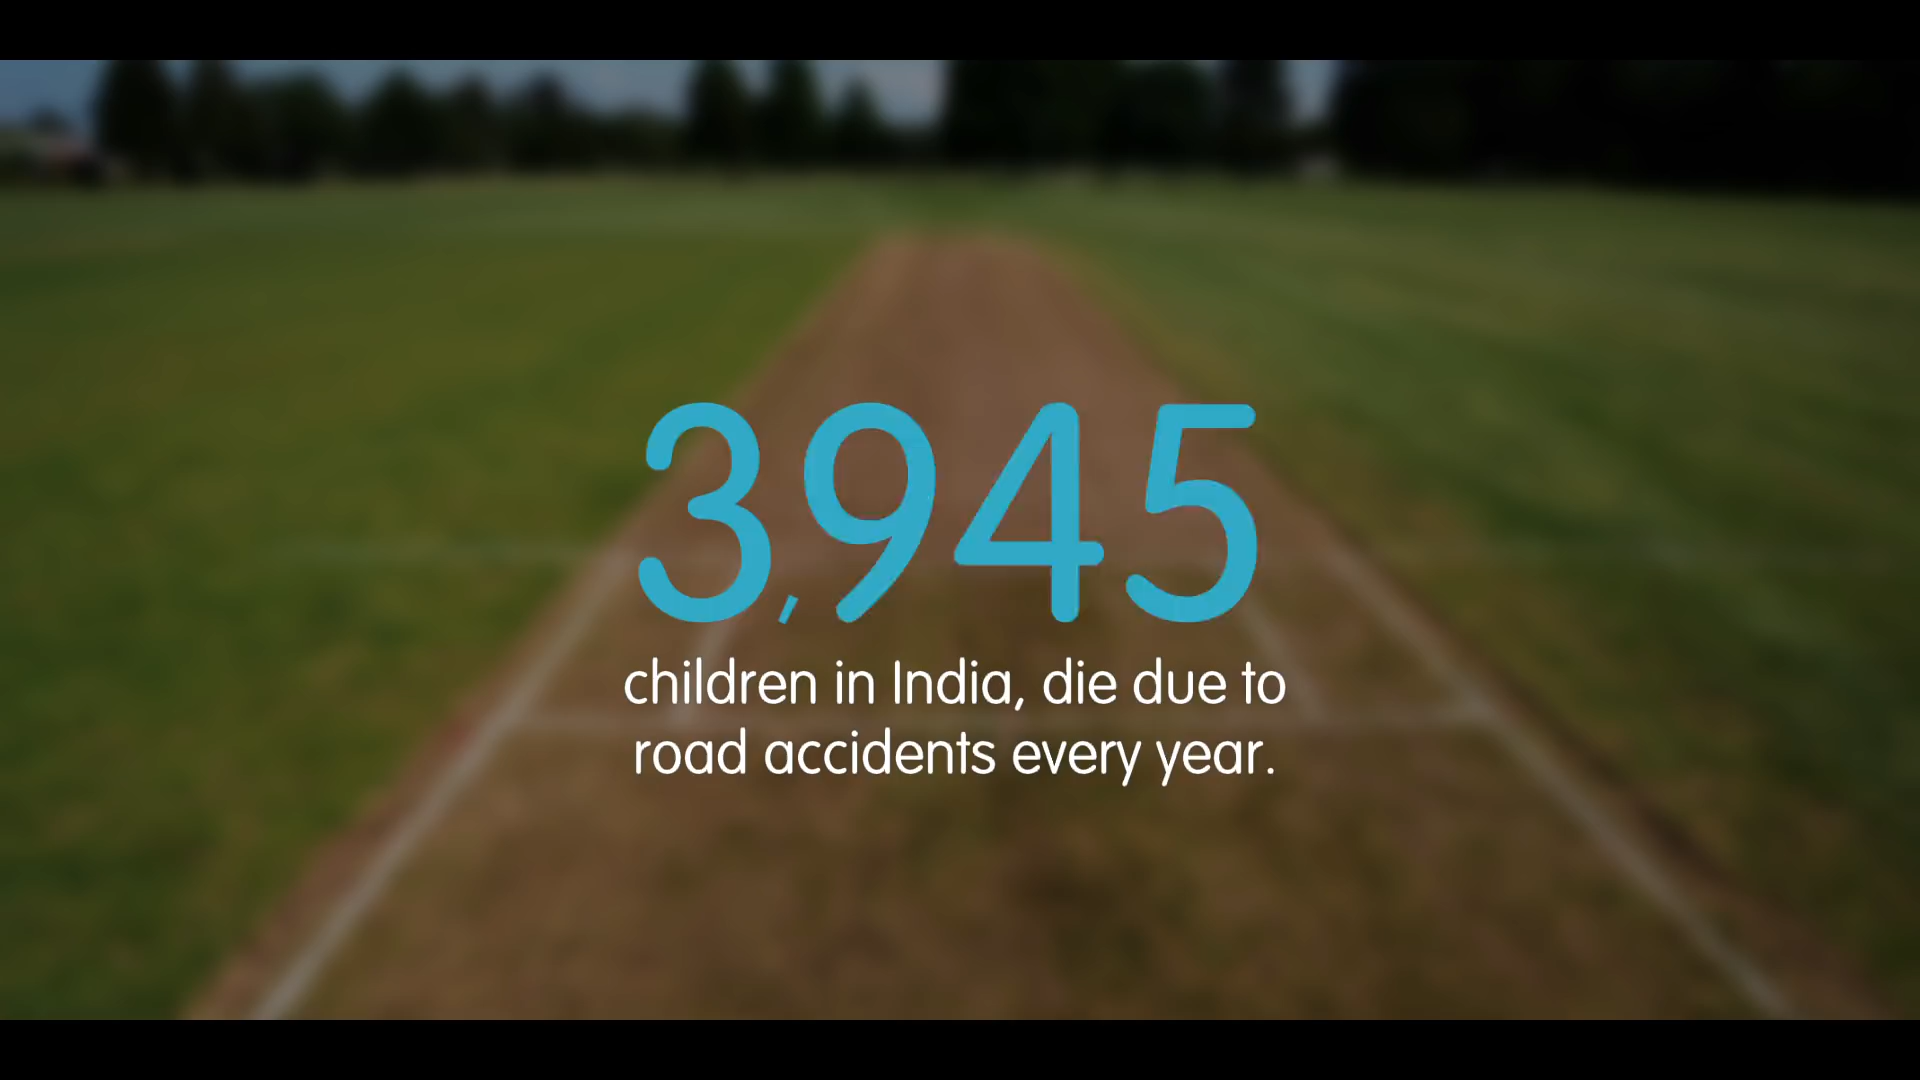 3,945
children in India, die due to
road accidents every year.